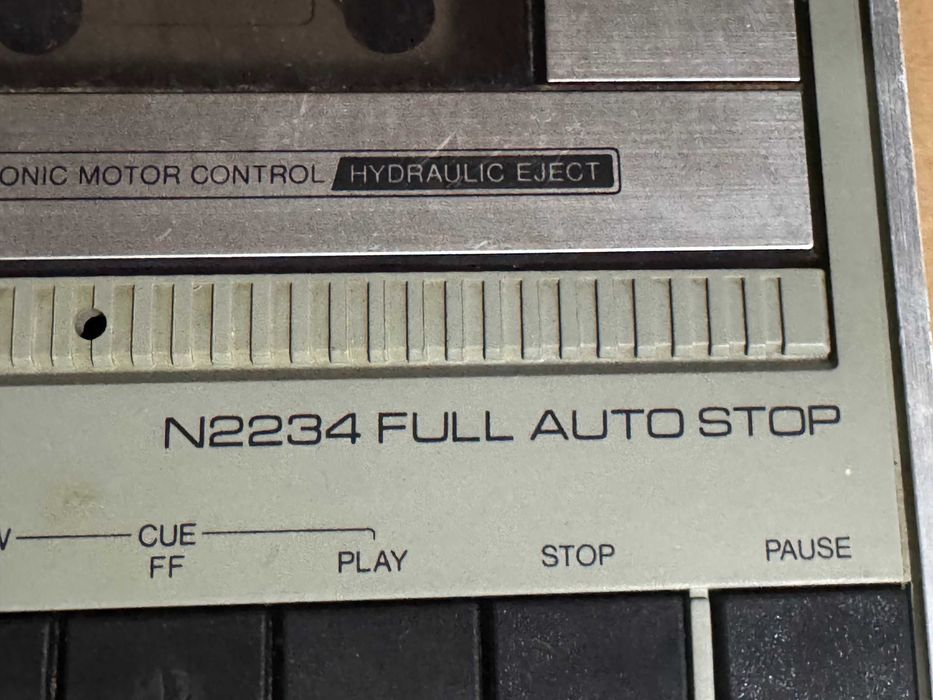 ONIC MOTOR CONTROL HYDRAULIC EJECT
N2234 FULL AUTO STOP
CUE
FF PLAY STOP PAUSE